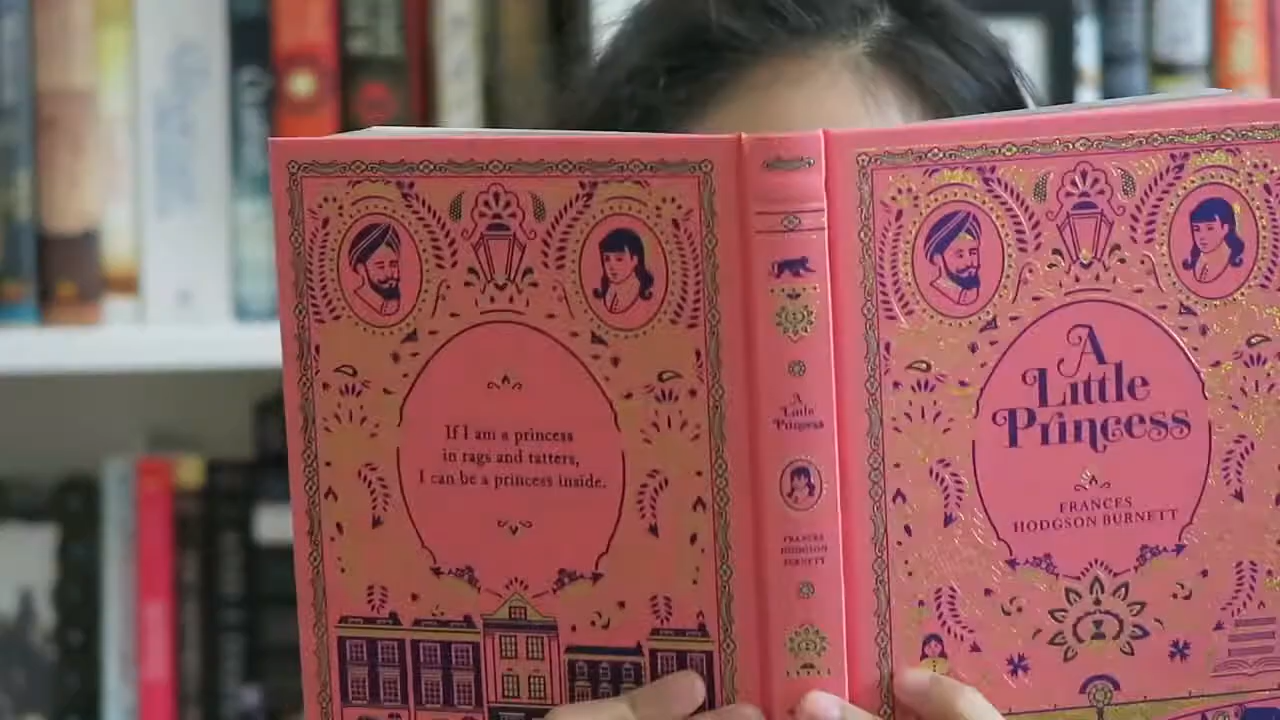 If I am a princess
in rags and tatters,
I can be a princess inside.
A
Little
Princess
FRANCES
HODGSON
BURNETT
A
Little
Princess
FRANCES
HODGSON BURNETT